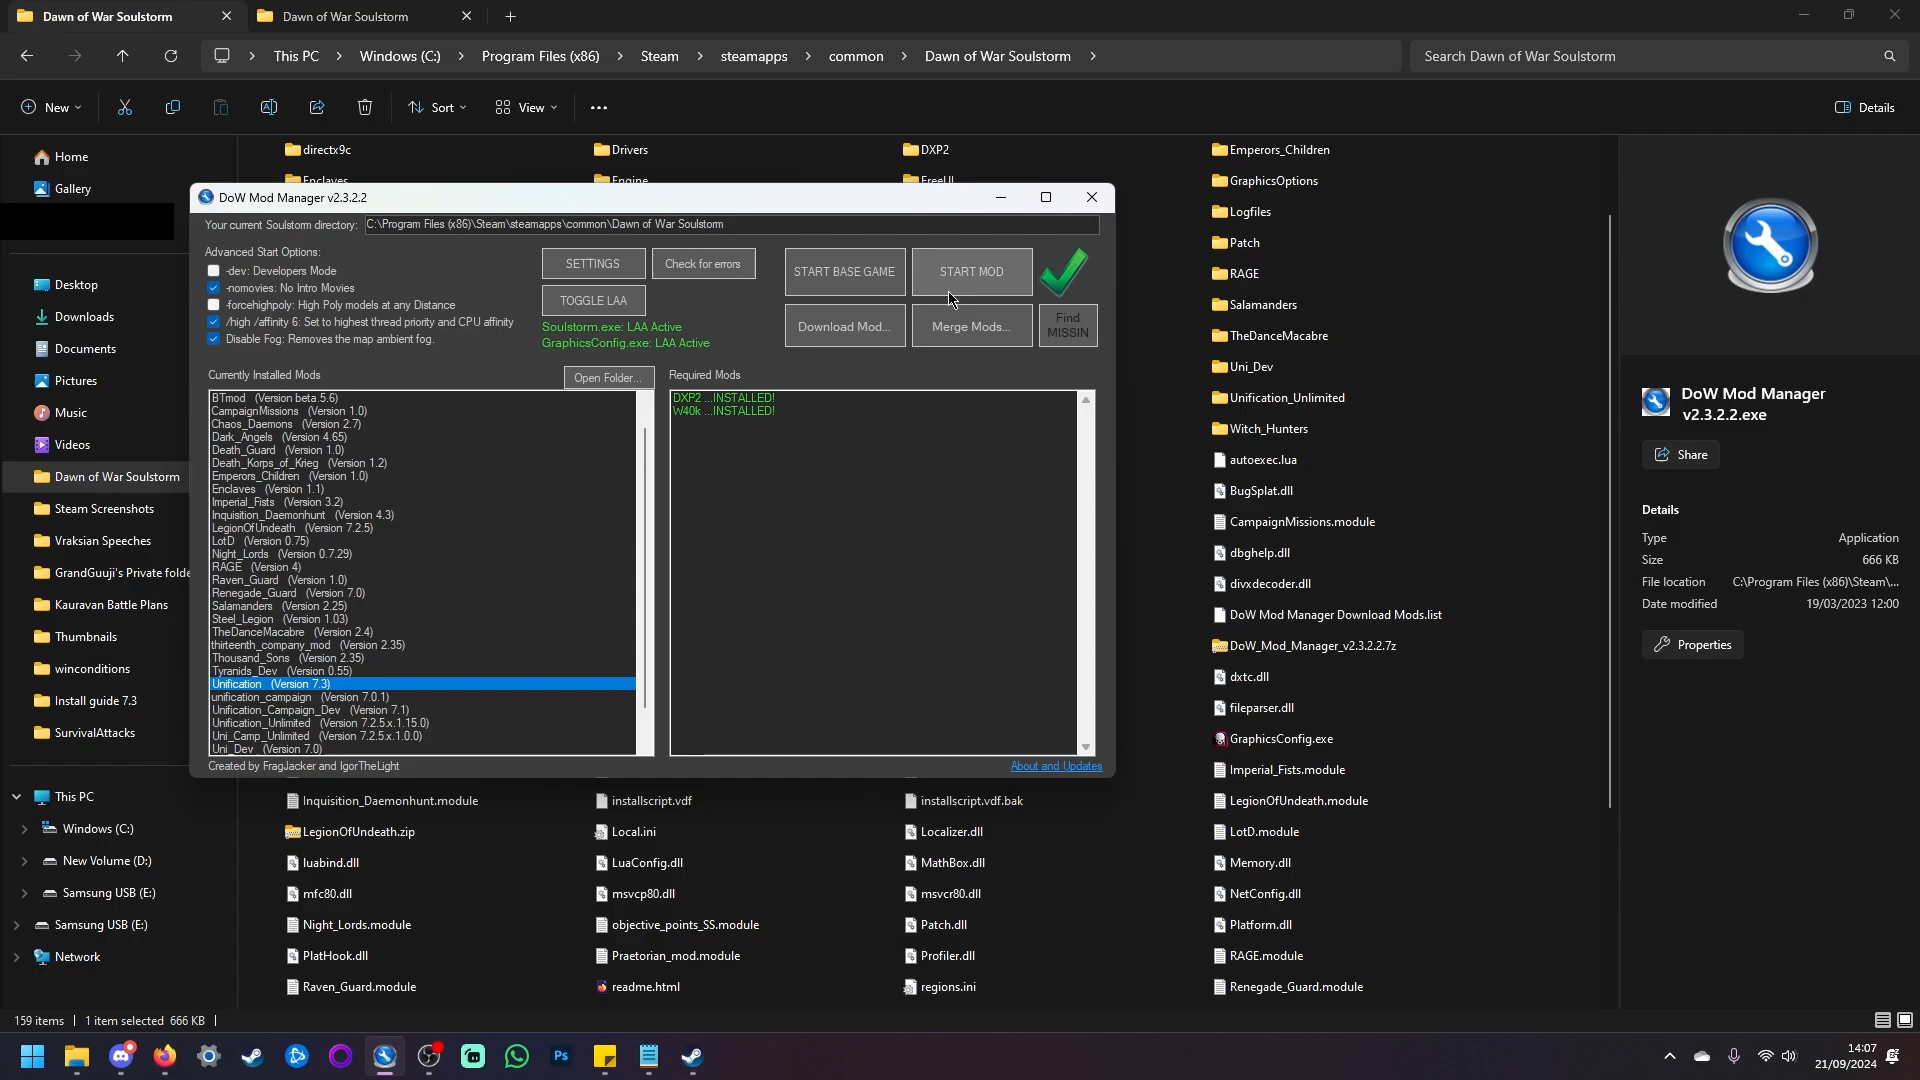 Dawn of War Soulstorm
Dawn of War Soulstorm
This PC
Windows (C:)
Program Files (x86)
Steam
steamapps
common
Dawn of War Soulstorm
Search Dawn of War Soulstorm
New
Sort
View
Details
Home
Gallery
Desktop
Downloads
Documents
Pictures
Music
Videos
Dawn of War Soulstorm
Steam Screenshots
Vraksian Speeches
GrandGuuji's Private folde
Kauravan Battle Plans
Thumbnails
winconditions
Install guide 7.3
SurvivalAttacks
This PC
Windows (C:)
New Volume (D:)
Samsung USB (E:)
Samsung USB (E:)
Network
directx9c
Drivers
DXP2
Emperors_Children
Enclaves
Engine
FreeUI
GraphicsOptions
Logfiles
Patch
RAGE
Salamanders
TheDanceMacabre
Uni_Dev
Unification_Unlimited
Witch_Hunters
autoexec.lua
BugSplat.dll
CampaignMissions.module
dbghelp.dll
divxdecoder.dll
DoW Mod Manager Download Mods.list
DoW_Mod_Manager_v2.3.2.2.7z
dxtc.dll
fileparser.dll
GraphicsConfig.exe
Imperial_Fists.module
DoW Mod Manager v2.3.2.2
Your current Soulstorm directory:
C:\Program Files (x86)\Steam\steamapps\common\Dawn of War Soulstorm
Advanced Start Options:
-dev: Developers Mode
-nomovies: No Intro Movies
-forcehighpoly: High Poly models at any Distance
/high /affinity 6: Set to highest thread priority and CPU affinity
Disable Fog: Removes the map ambient fog.
SETTINGS
Check for errors
TOGGLE LAA
Soulstorm.exe: LAA Active
GraphicsConfig.exe: LAA Active
START BASE GAME
START MOD
Download Mod...
Merge Mods...
Find
MISSIN
Currently Installed Mods
Open Folder...
Required Mods
BTmod (Version beta.5.6)
CampaignMissions (Version 1.0)
Chaos_Daemons (Version 2.7)
Dark_Angels (Version 4.65)
Death_Guard (Version 1.0)
Death_Korps_of_Krieg (Version 1.2)
Emperors_Children (Version 1.0)
Enclaves (Version 1.1)
Imperial_Fists (Version 3.2)
Inquisition_Daemonhunt (Version 4.3)
LegionOfUndeath (Version 7.2.5)
LotD (Version 0.75)
Night_Lords (Version 0.7.29)
RAGE (Version 4)
Raven_Guard (Version 1.0)
Renegade_Guard (Version 7.0)
Salamanders (Version 2.25)
Steel_Legion (Version 1.03)
TheDanceMacabre (Version 2.4)
thirteenth_company_mod (Version 2.35)
Thousand_Sons (Version 2.35)
Tyranids_Dev (Version 0.55)
Unification (Version 7.3)
unification_campaign (Version 7.0.1)
Unification_Campaign_Dev (Version 7.1)
Unification_Unlimited (Version 7.2.5.x.1.15.0)
Uni_Camp_Unlimited (Version 7.2.5.x.1.0.0)
Uni_Dev (Version 7.0)
DXP2 ...INSTALLED!
W40k ...INSTALLED!
Created by FragJacker and IgorTheLight
About and Updates
Inquisition_Daemonhunt.module
installscript.vdf
installscript.vdf.bak
LegionOfUndeath.module
LegionOfUndeath.zip
Local.ini
Localizer.dll
LotD.module
luabind.dll
LuaConfig.dll
MathBox.dll
Memory.dll
mfc80.dll
msvcp80.dll
msvcr80.dll
NetConfig.dll
Night_Lords.module
objective_points_SS.module
Patch.dll
Platform.dll
PlatHook.dll
Praetorian_mod.module
Profiler.dll
RAGE.module
Raven_Guard.module
readme.html
regions.ini
Renegade_Guard.module
DoW Mod Manager
v2.3.2.2.exe
Share
Details
Type
Application
Size
666 KB
File location
C:\Program Files (x86)\Steam\...
Date modified
19/03/2023 12:00
Properties
159 items
1 item selected 666 KB
Ps
14:07
21/09/2024